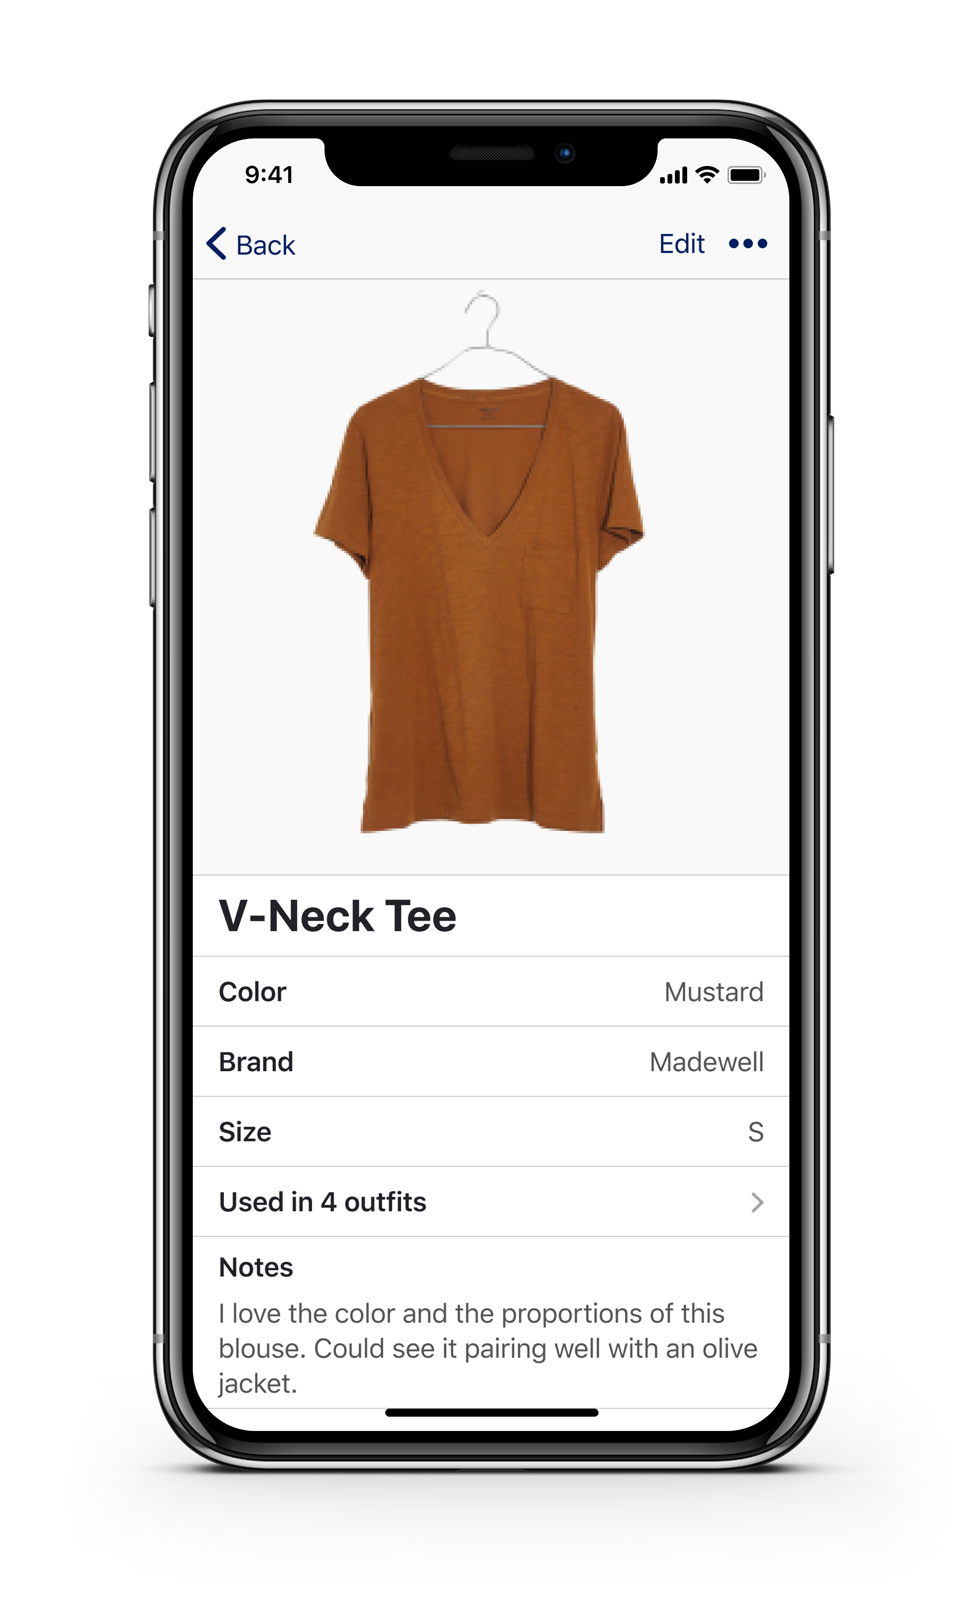 9:41
Back
Edit
V-Neck Tee
Color
Mustard
Brand
Madewell
Size
S
Used in 4 outfits
Notes
I love the color and the proportions of this
blouse. Could see it pairing well with an olive
jacket.